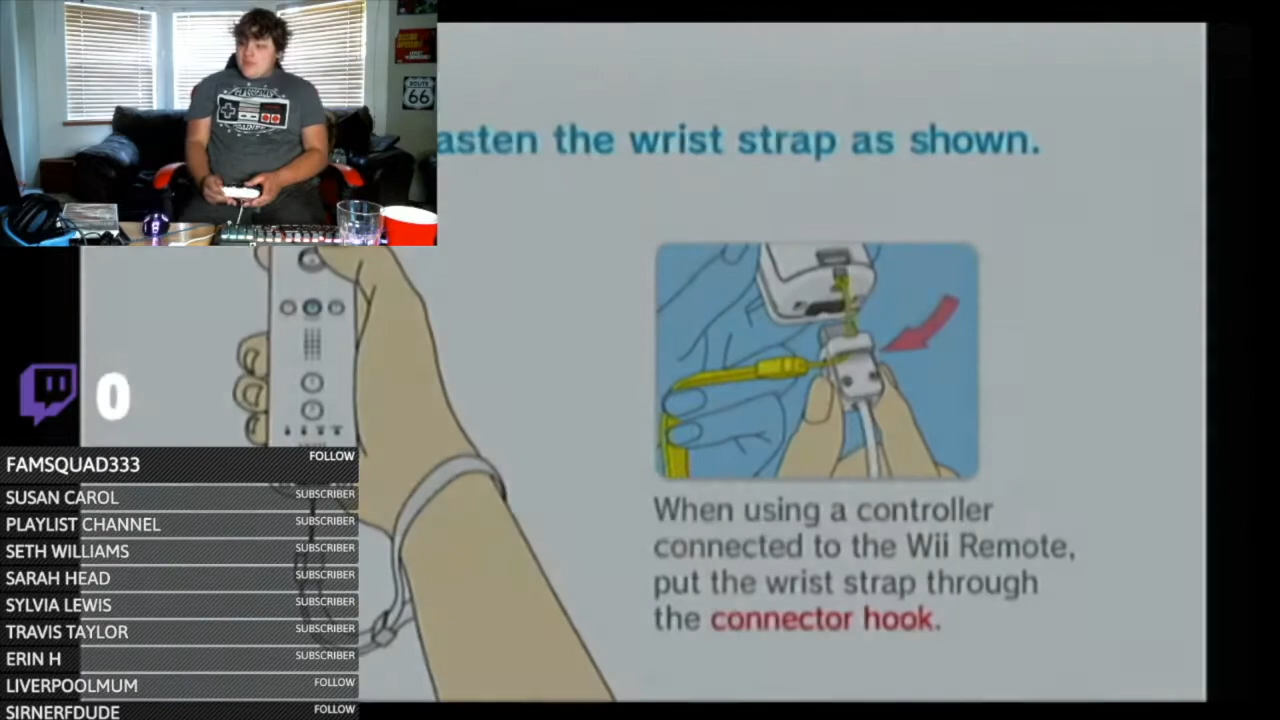 ROUTE
66
asten the wrist strap as shown.
0
FAMSQUAD333 FOLLOW
SUSAN CAROL SUBSCRIBER
PLAYLIST CHANNEL SUBSCRIBER
SETH WILLIAMS SUBSCRIBER
SARAH HEAD SUBSCRIBER
SYLVIA LEWIS SUBSCRIBER
TRAVIS TAYLOR SUBSCRIBER
ERIN H SUBSCRIBER
LIVERPOOLMUM FOLLOW
SIRNERFDUDE FOLLOW
When using a controller
connected to the Wii Remote,
put the wrist strap through
the connector hook.